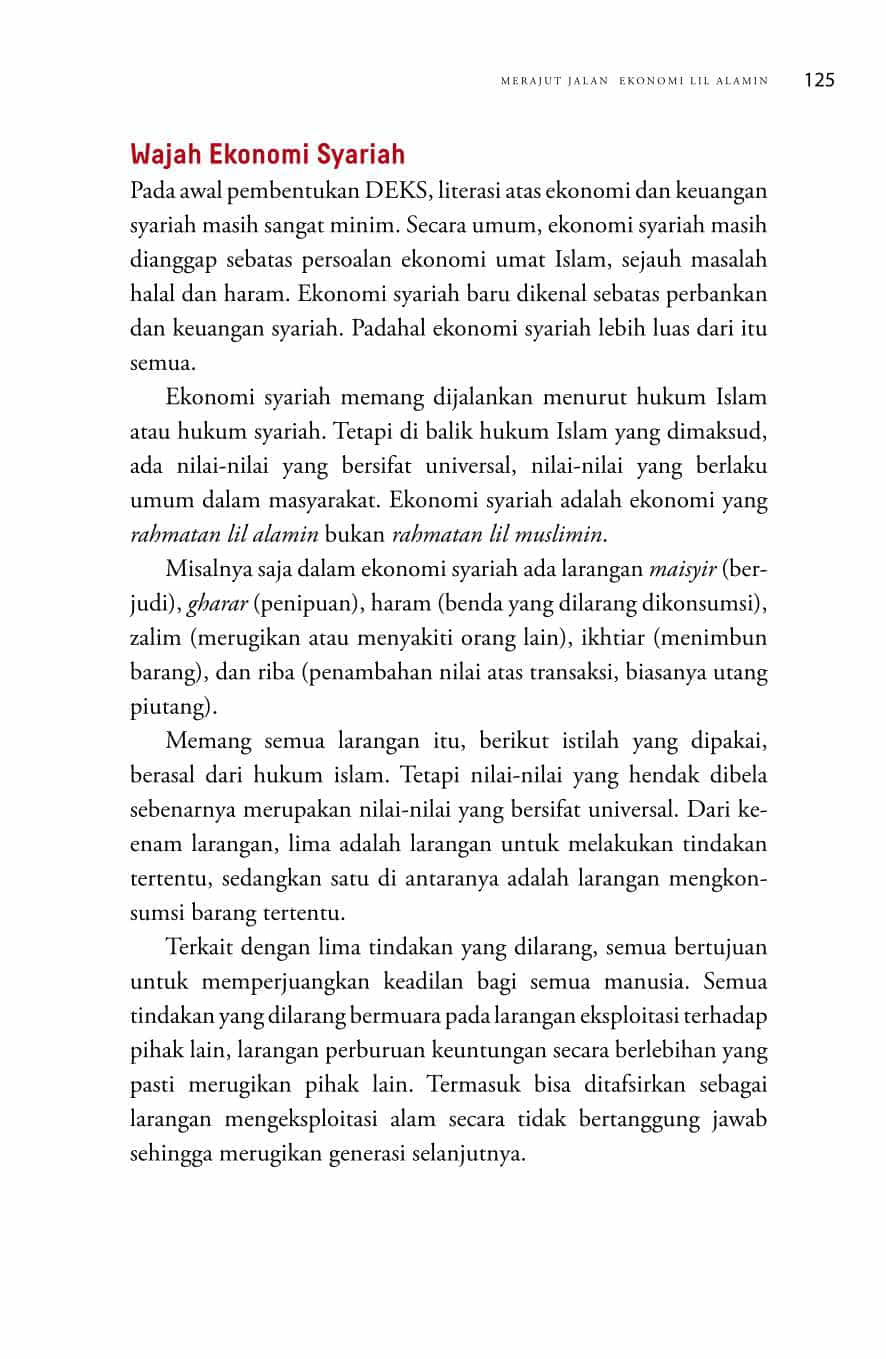 MERAJUT JALAN EKONOMI LIL ALAMIN 125
Wajah Ekonomi Syariah
Pada awal pembentukan DEKS, literasi atas ekonomi dan keuangan
syariah masih sangat minim. Secara umum, ekonomi syariah masih
dianggap sebatas persoalan ekonomi umat Islam, sejauh masalah
halal dan haram. Ekonomi syariah baru dikenal sebatas perbankan
dan keuangan syariah. Padahal ekonomi syariah lebih luas dari itu
semua.
Ekonomi syariah memang dijalankan menurut hukum Islam
atau hukum syariah. Tetapi di balik hukum Islam yang dimaksud,
ada nilai-nilai yang bersifat universal, nilai-nilai yang berlaku
umum dalam masyarakat. Ekonomi syariah adalah ekonomi yang
rahmatan lil alamin bukan rahmatan lil muslimin.
Misalnya saja dalam ekonomi syariah ada larangan maisyir (ber-
judi), gharar (penipuan), haram (benda yang dilarang dikonsumsi),
zalim (merugikan atau menyakiti orang lain), ikhtiar (menimbun
barang), dan riba (penambahan nilai atas transaksi, biasanya utang
piutang).
Memang semua larangan itu, berikut istilah yang dipakai,
berasal dari hukum islam. Tetapi nilai-nilai yang hendak dibela
sebenarnya merupakan nilai-nilai yang bersifat universal. Dari ke-
enam larangan, lima adalah larangan untuk melakukan tindakan
tertentu, sedangkan satu di antaranya adalah larangan mengkon-
sumsi barang tertentu.
Terkait dengan lima tindakan yang dilarang, semua bertujuan
untuk memperjuangkan keadilan bagi semua manusia. Semua
tindakan yang dilarang bermuara pada larangan eksploitasi terhadap
pihak lain, larangan perburuan keuntungan secara berlebihan yang
pasti merugikan pihak lain. Termasuk bisa ditafsirkan sebagai
larangan mengeksploitasi alam secara tidak bertanggung jawab
sehingga merugikan generasi selanjutnya.